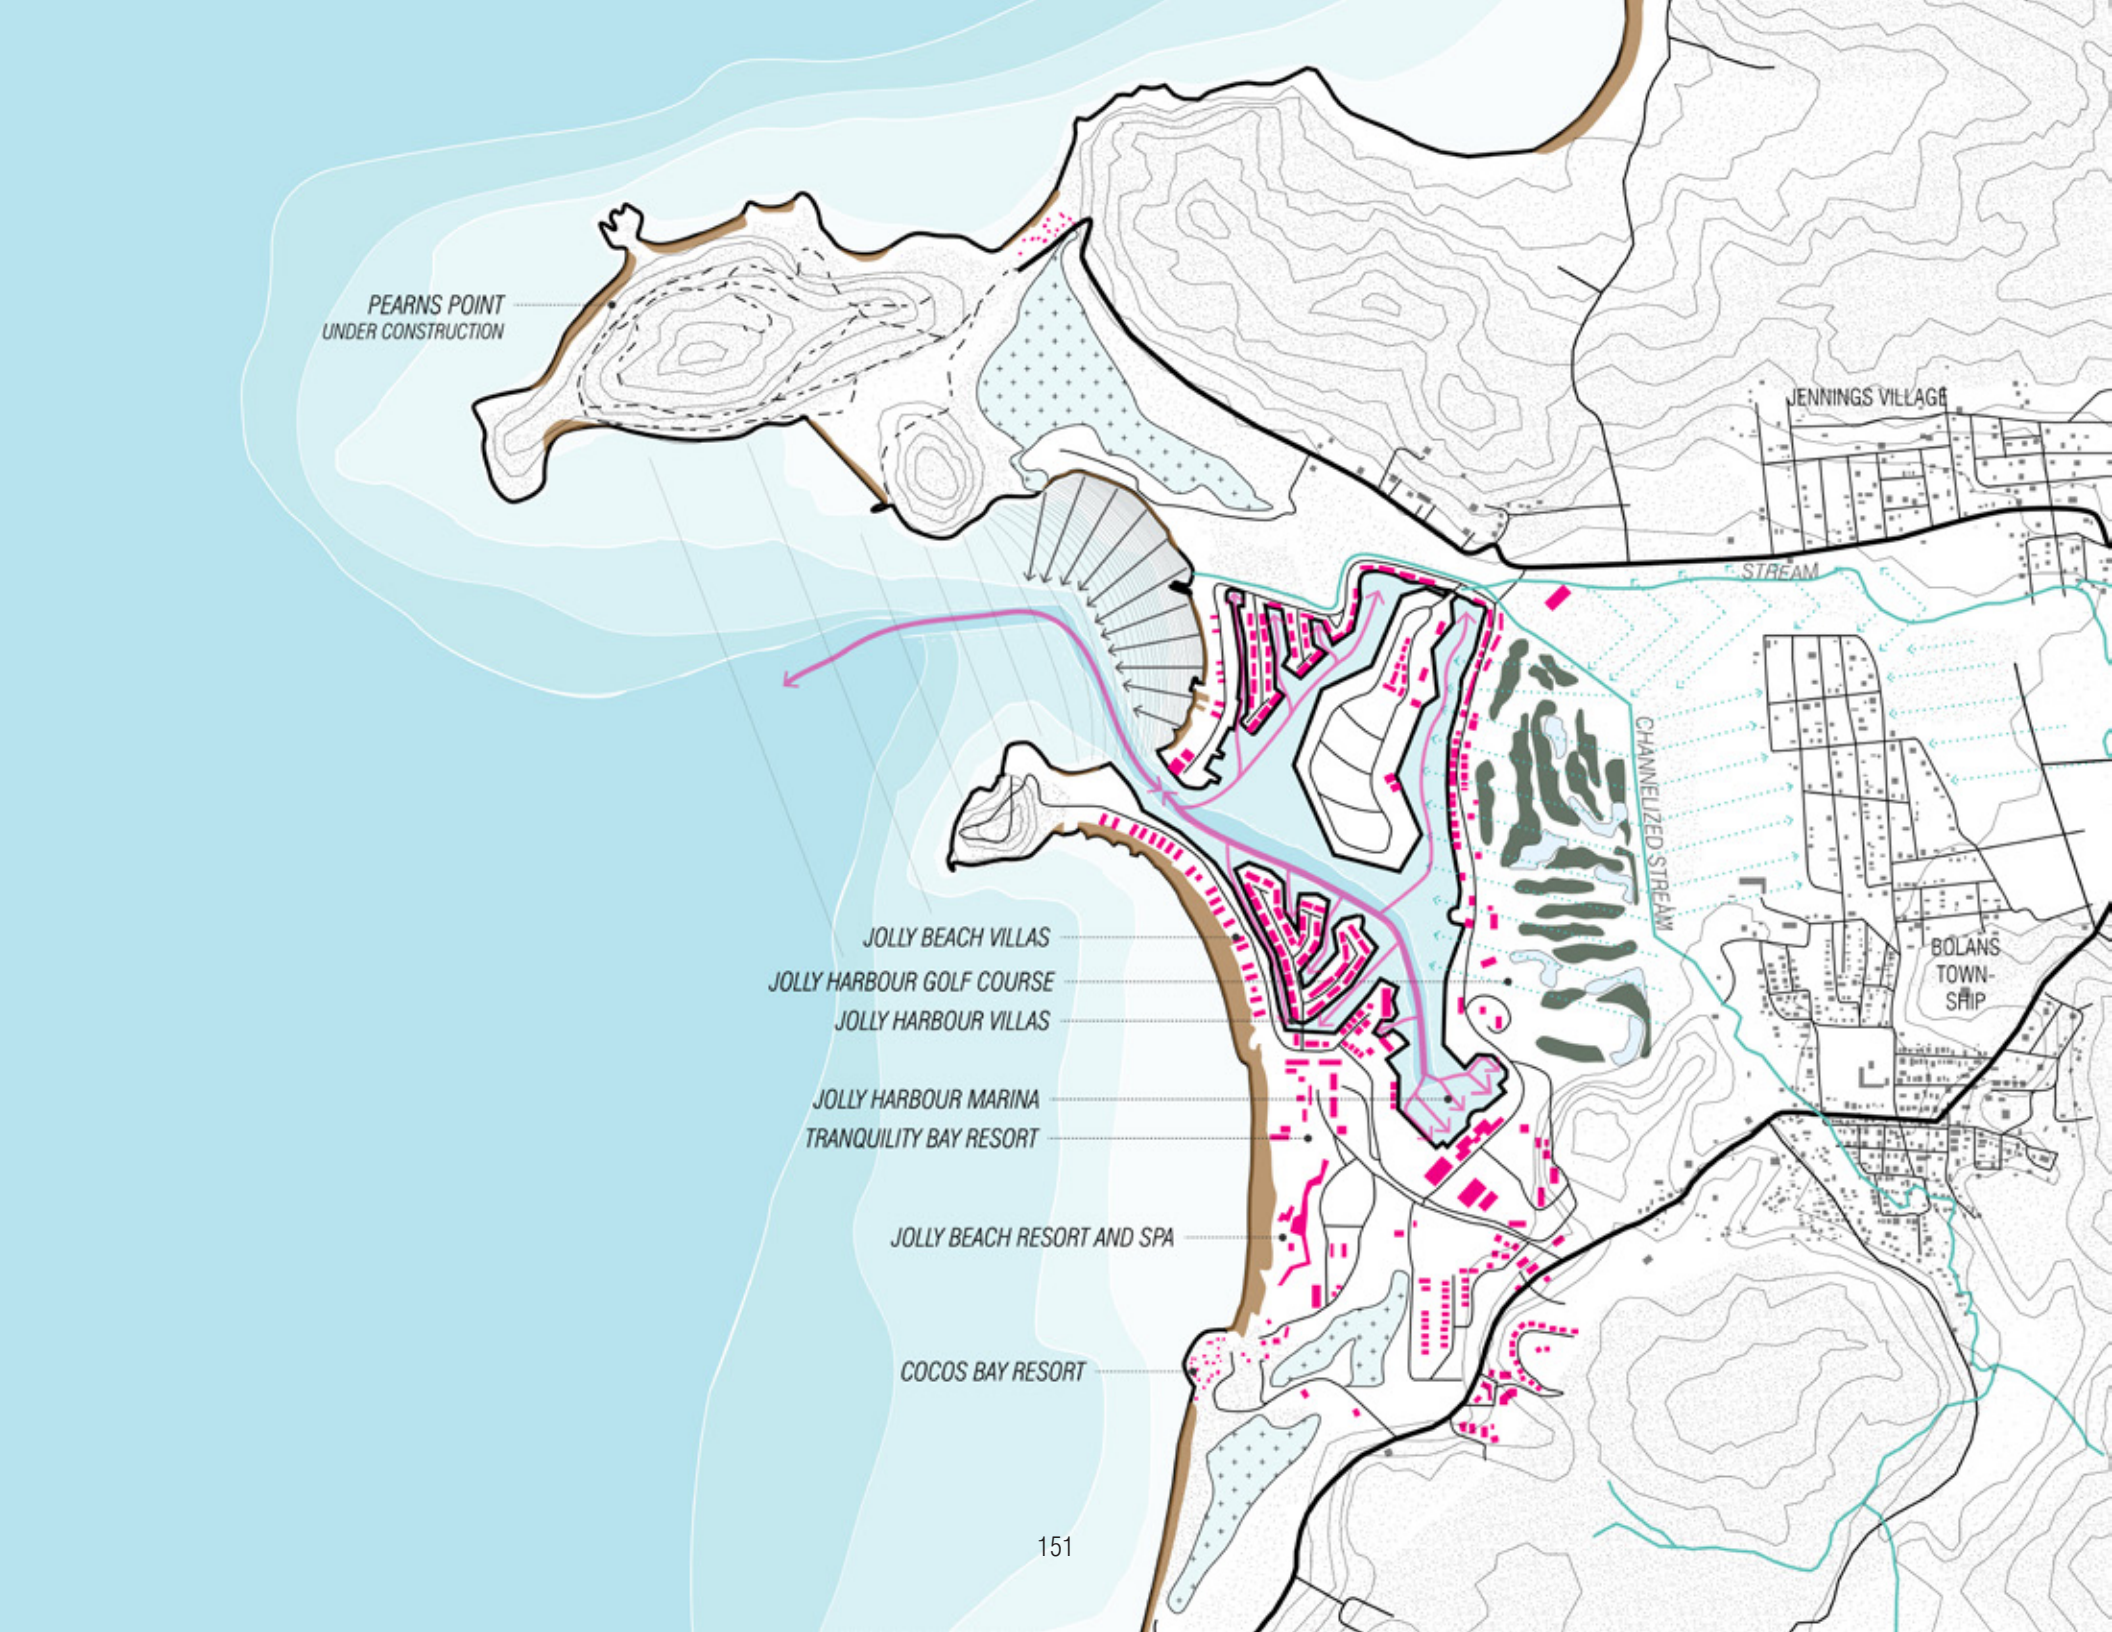 PEARNS POINT
UNDER CONSTRUCTION
JENNINGS VILLAGE
STREAM
CHANNELIZED STREAM
JOLLY BEACH VILLAS
JOLLY HARBOUR GOLF COURSE
JOLLY HARBOUR VILLAS
BOLANS
TOWN-
SHIP
JOLLY HARBOUR MARINA
TRANQUILITY BAY RESORT
JOLLY BEACH RESORT AND SPA
COCOS BAY RESORT
151